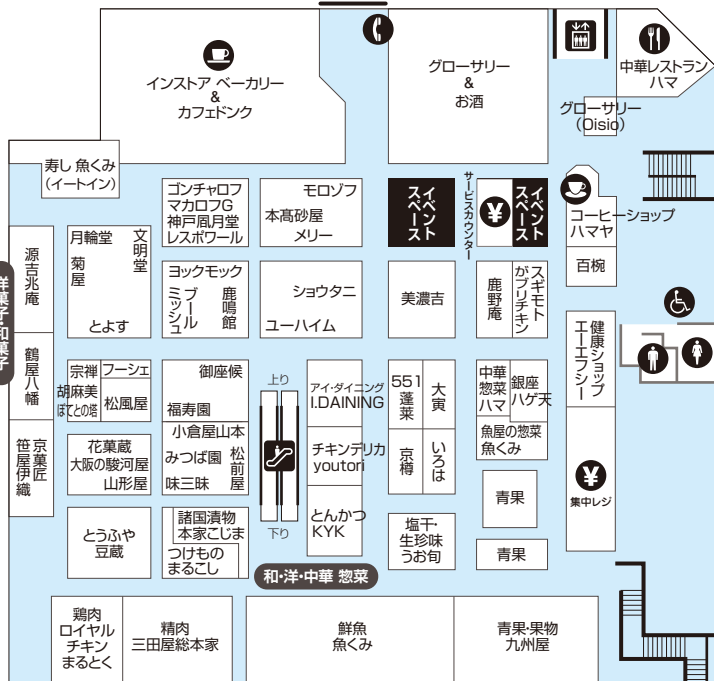 インストア ベーカリー
&
カフェドンク
グローサリー
&
お酒
中華レストラン
ハマ
グローサリー
(Oisio)
寿し 魚くみ
(イートイン)
ゴンチャロフ
マカロフG
神戸凮月堂
レスポワール
モロゾフ
本髙砂屋
メリー
イベント
スペース
サービスカウンター
¥
イベント
スペース
コーヒーショップ
ハマヤ
百椀
源吉兆庵
月輪堂
文明堂
菊屋
とよす
ヨックモック
ブール
ミッシュ
鹿鳴館
ショウタニ
ユーハイム
美濃吉
鹿野庵
スギモト
がブリチキン
健康ショップ
エーエフシー
洋菓子・和菓子
鶴屋八幡
宗禅
フーシェ
胡麻美
ぽてとの塔
松風屋
御座候
福寿園
上り
アイ・ダイニング
I.DAINING
551
蓬莱
大寅
中華
惣菜
ハマ
銀座
ハゲ天
京菓匠
笹屋伊織
花菓蔵
大阪の駿河屋
山形屋
小倉屋山本
みつば園
松前屋
味三昧
チキンデリカ
youtori
京樽
いろは
魚屋の惣菜
魚くみ
¥
集中レジ
とうふや
豆蔵
諸国漬物
本家こじま
つけもの
まるこし
下り
とんかつ
KYK
塩干・
生珍味
うお旬
青果
青果
和・洋・中華 惣菜
鶏肉
ロイヤル
チキン
まるとく
精肉
三田屋総本家
鮮魚
魚くみ
青果・果物
九州屋